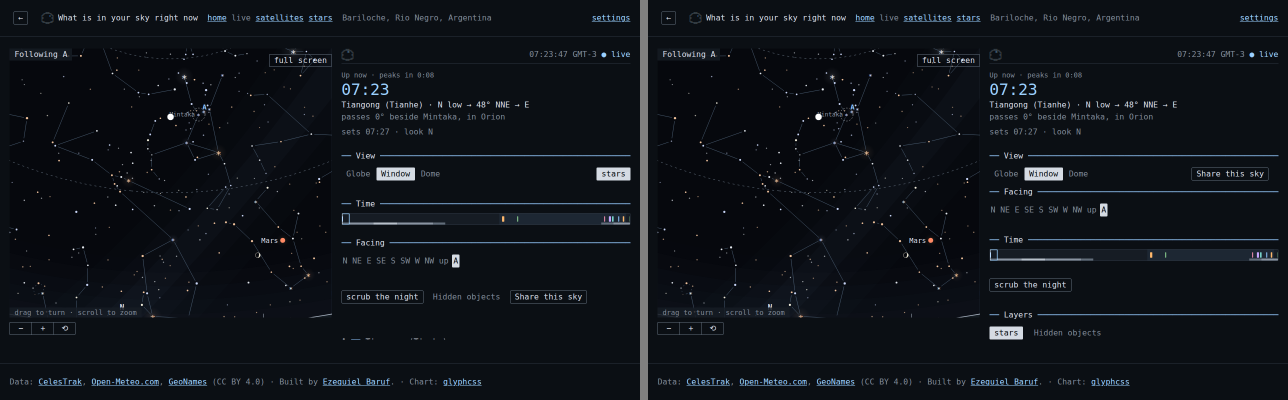 ← What is in your sky right now home live satellites stars Bariloche, Rio Negro, Argentina settings
Following A
full screen
A
Mintaka
Mars
N
drag to turn · scroll to zoom
− + ⟲
07:23:47 GMT-3 ● live
Up now · peaks in 0:08
07:23
Tiangong (Tianhe) · N low → 48° NNE → E
passes 0° beside Mintaka, in Orion
sets 07:27 · look N
View
Globe Window Dome stars
Time
Facing
N NE E SE S SW W NW up A
scrub the night Hidden objects Share this sky
Data: CelesTrak, Open-Meteo.com, GeoNames (CC BY 4.0) · Built by Ezequiel Baruf. · Chart: glyphcss
← What is in your sky right now home live satellites stars Bariloche, Rio Negro, Argentina settings
Following A
full screen
A
Mintaka
Mars
N
drag to turn · scroll to zoom
− + ⟲
07:23:47 GMT-3 ● live
Up now · peaks in 0:08
07:23
Tiangong (Tianhe) · N low → 48° NNE → E
passes 0° beside Mintaka, in Orion
sets 07:27 · look N
View
Globe Window Dome Share this sky
Facing
N NE E SE S SW W NW up A
Time
scrub the night
Layers
stars Hidden objects
Data: CelesTrak, Open-Meteo.com, GeoNames (CC BY 4.0) · Built by Ezequiel Baruf. · Chart: glyphcss